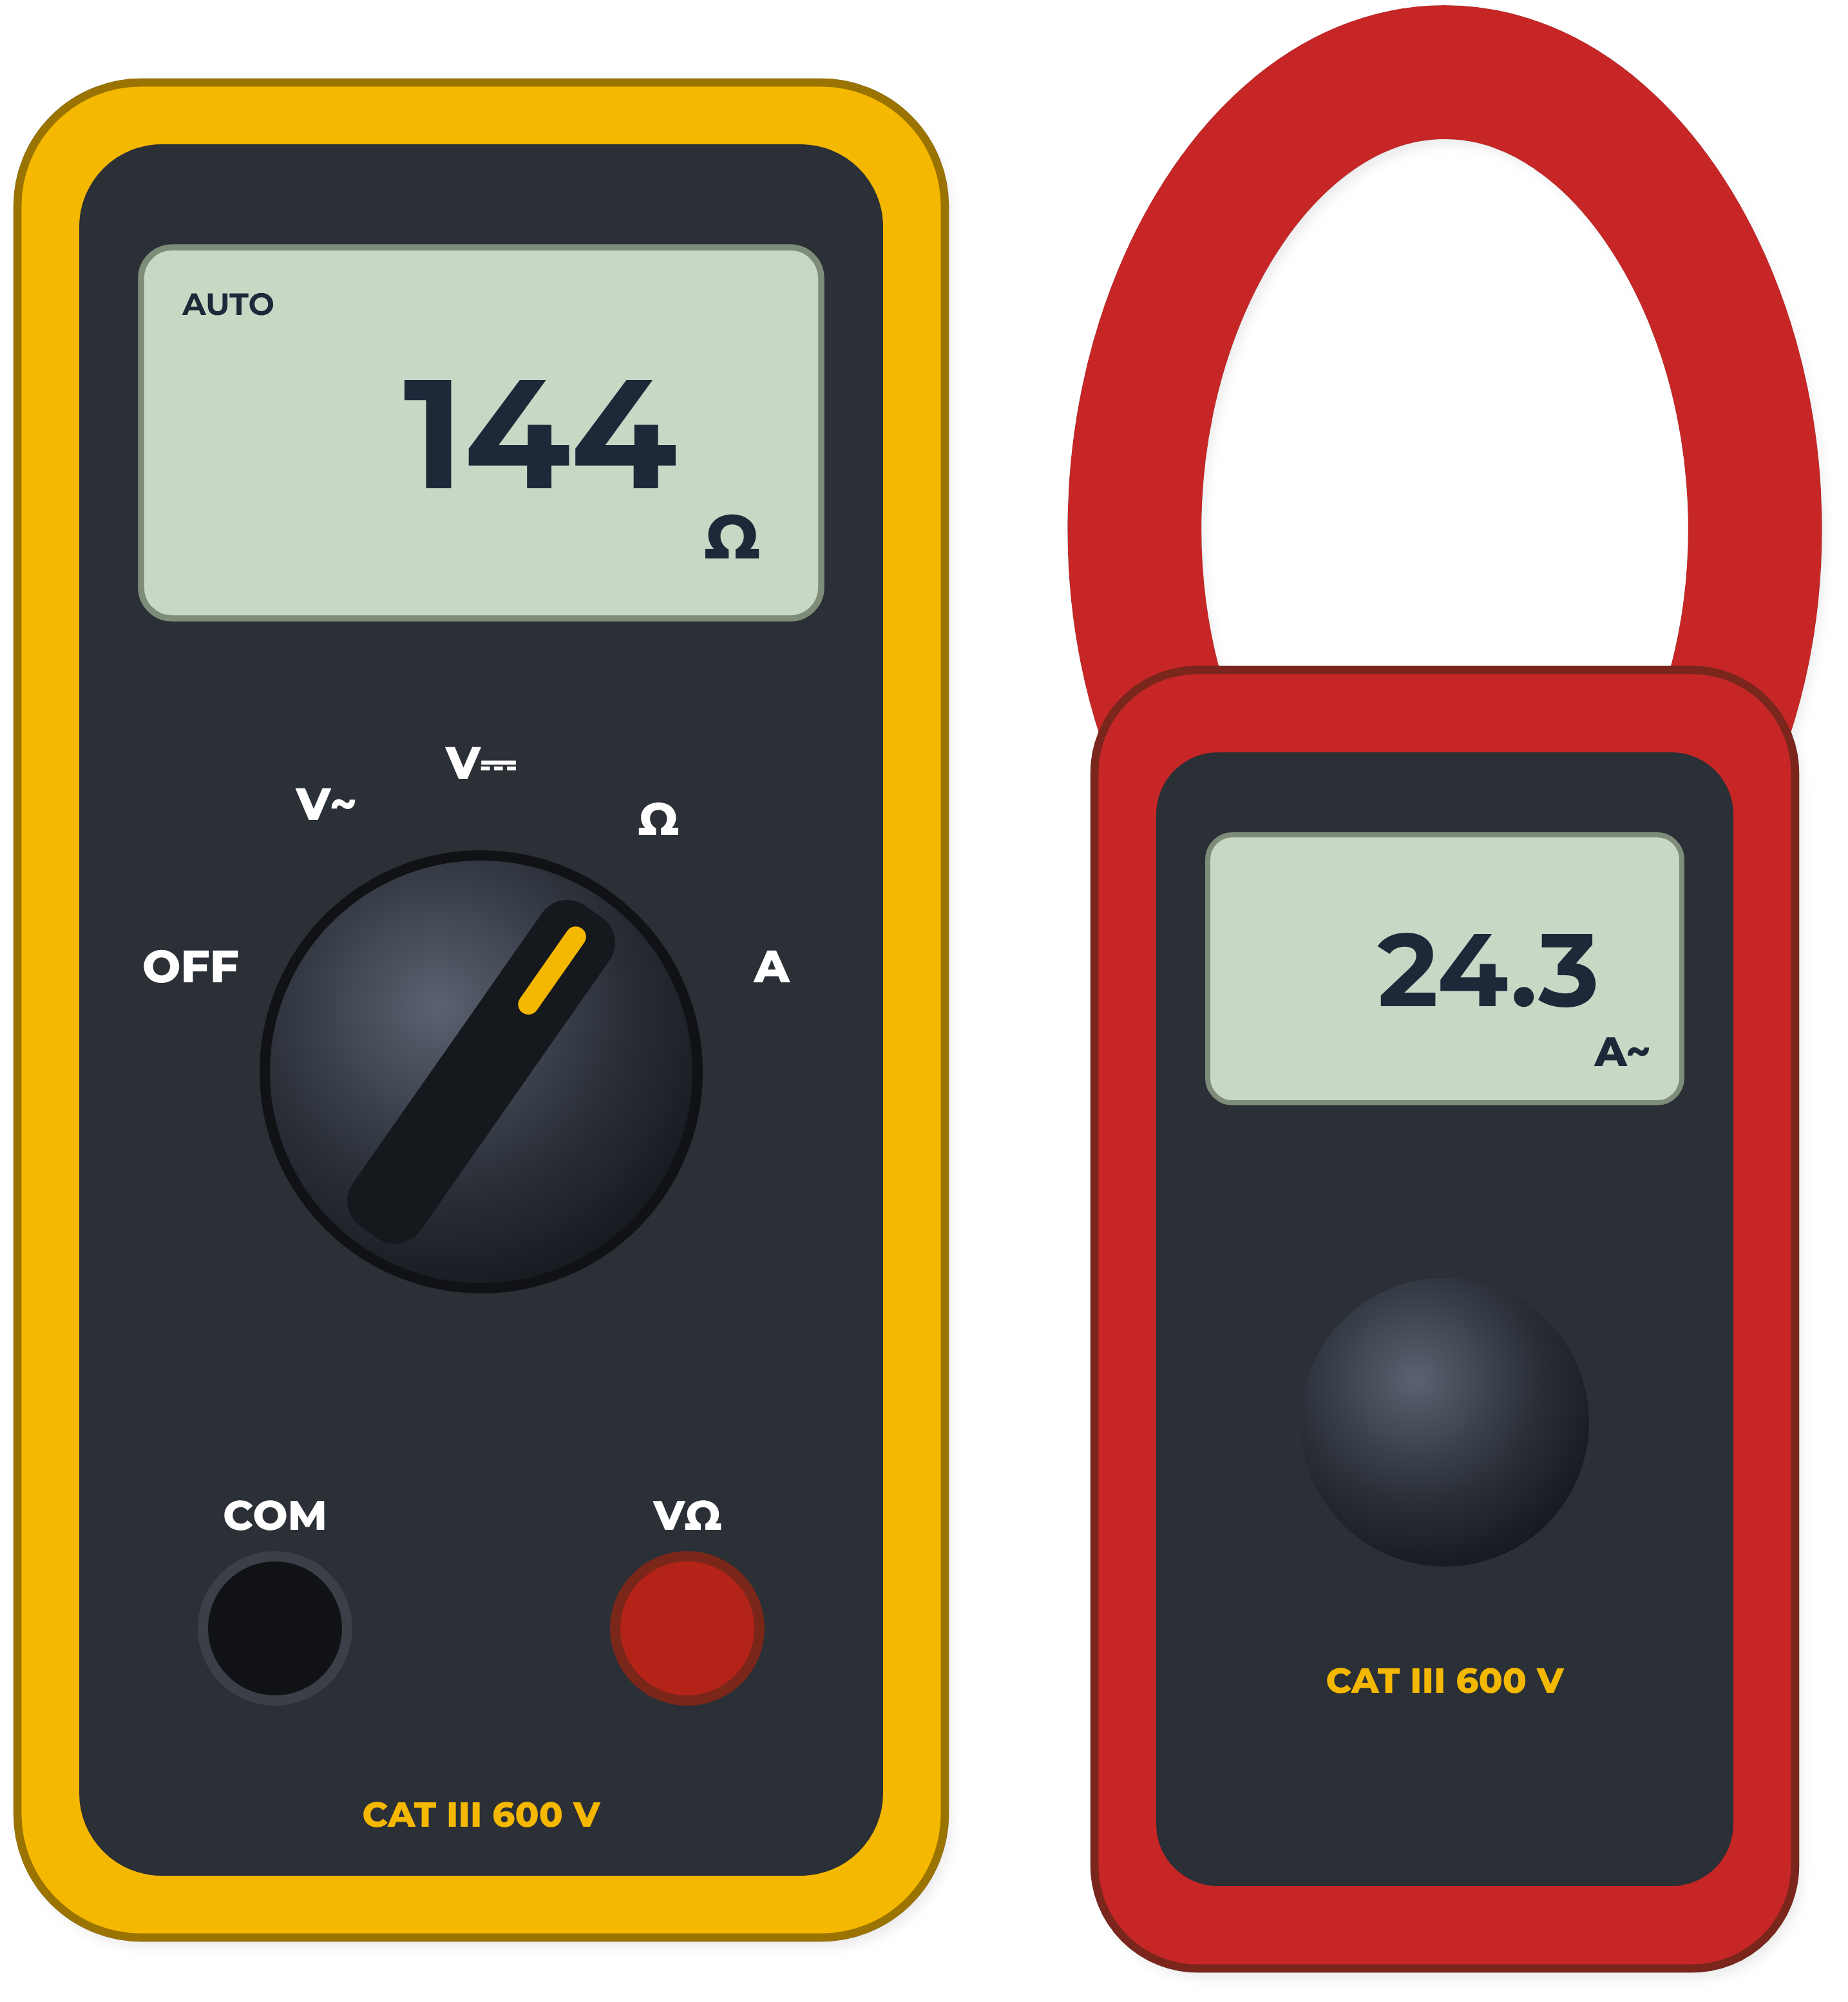 AUTO
144
Ω
V~
V⎓
Ω
OFF
A
COM
VΩ
CAT III 600 V
24.3
A~
CAT III 600 V